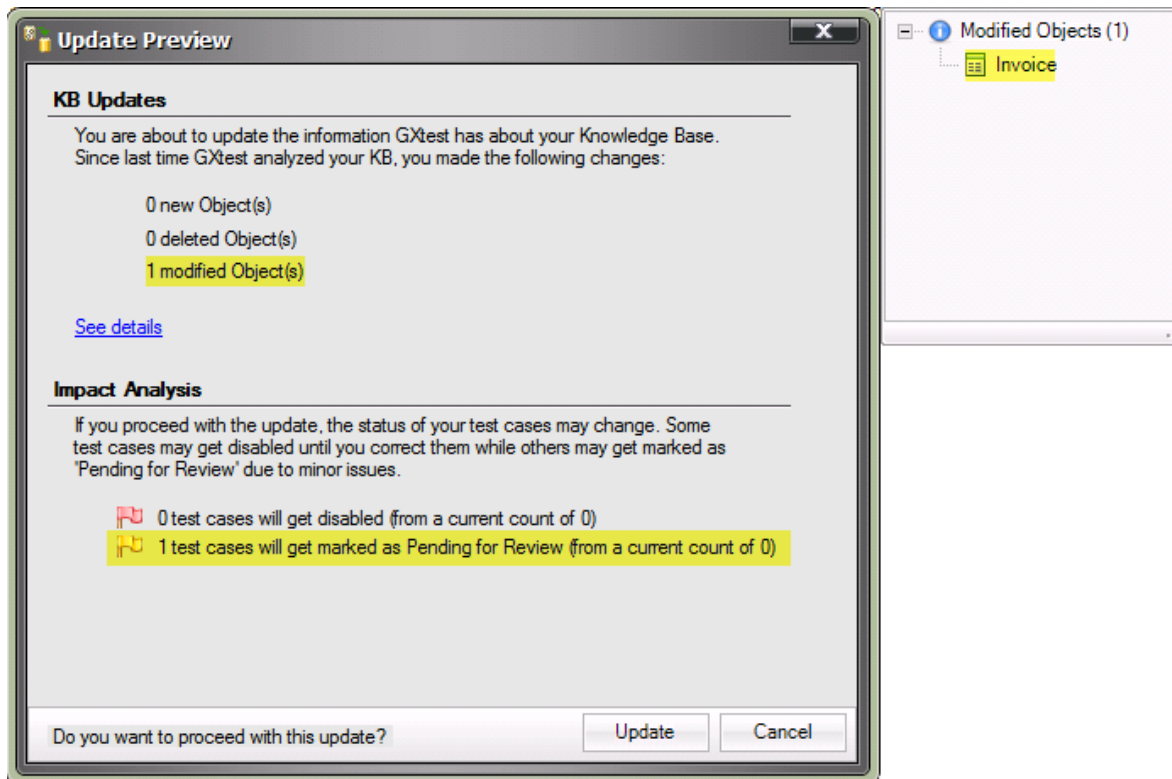 Update Preview
X
KB Updates
You are about to update the information GXtest has about your Knowledge Base.
Since last time GXtest analyzed your KB, you made the following changes:
0 new Object(s)
0 deleted Object(s)
1 modified Object(s)
See details
Impact Analysis
If you proceed with the update, the status of your test cases may change. Some
test cases may get disabled until you correct them while others may get marked as
'Pending for Review' due to minor issues.
0 test cases will get disabled (from a current count of 0)
1 test cases will get marked as Pending for Review (from a current count of 0)
Do you want to proceed with this update?
Update
Cancel
Modified Objects (1)
Invoice